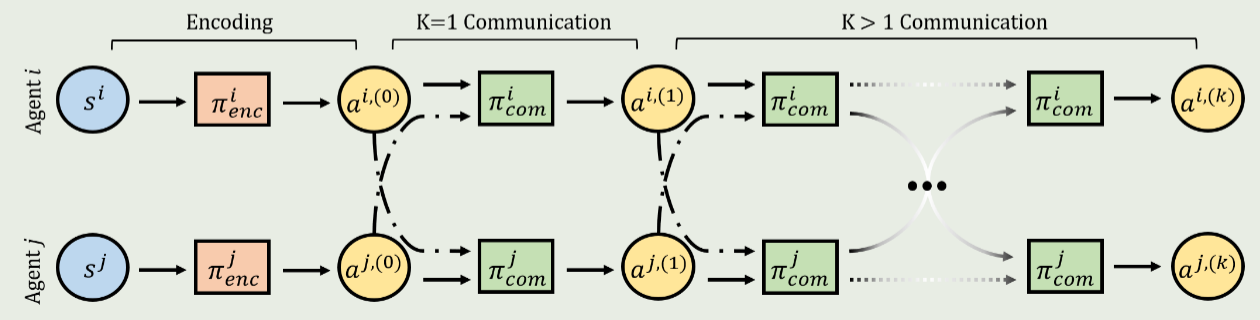 Encoding
K=1 Communication
K > 1 Communication
Agent i
s^i
π^i_enc
a^i,(0)
π^i_com
a^i,(1)
π^i_com
π^i_com
a^i,(k)
Agent j
s^j
π^j_enc
a^j,(0)
π^j_com
a^j,(1)
π^j_com
π^j_com
a^j,(k)